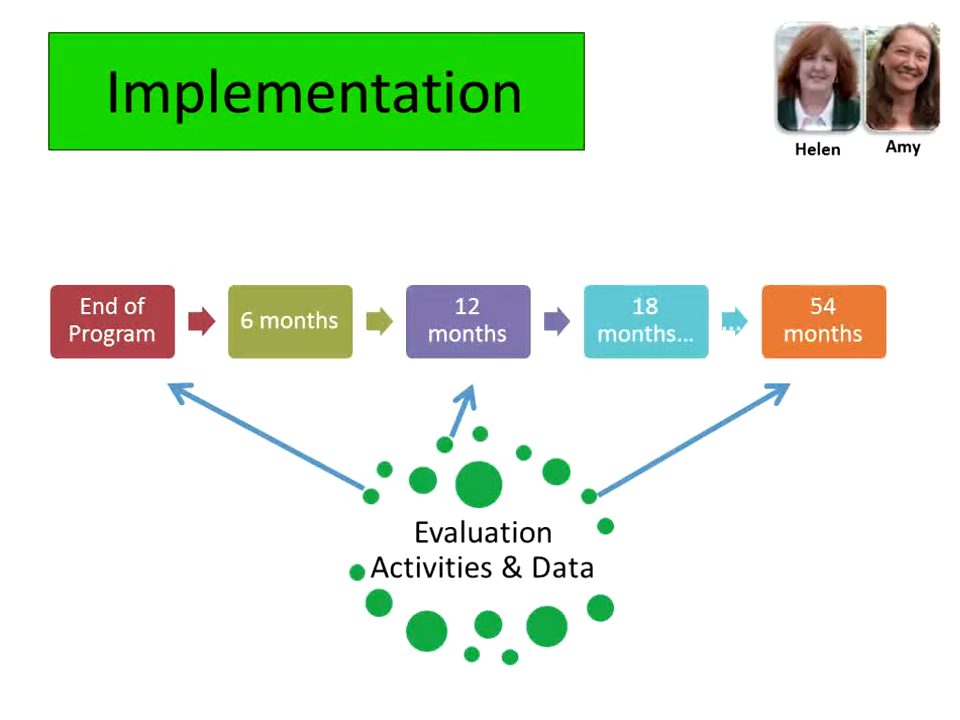 Implementation
Helen
Amy
End of
Program
6 months
12
months
18
months...
...
54
months
Evaluation
Activities & Data